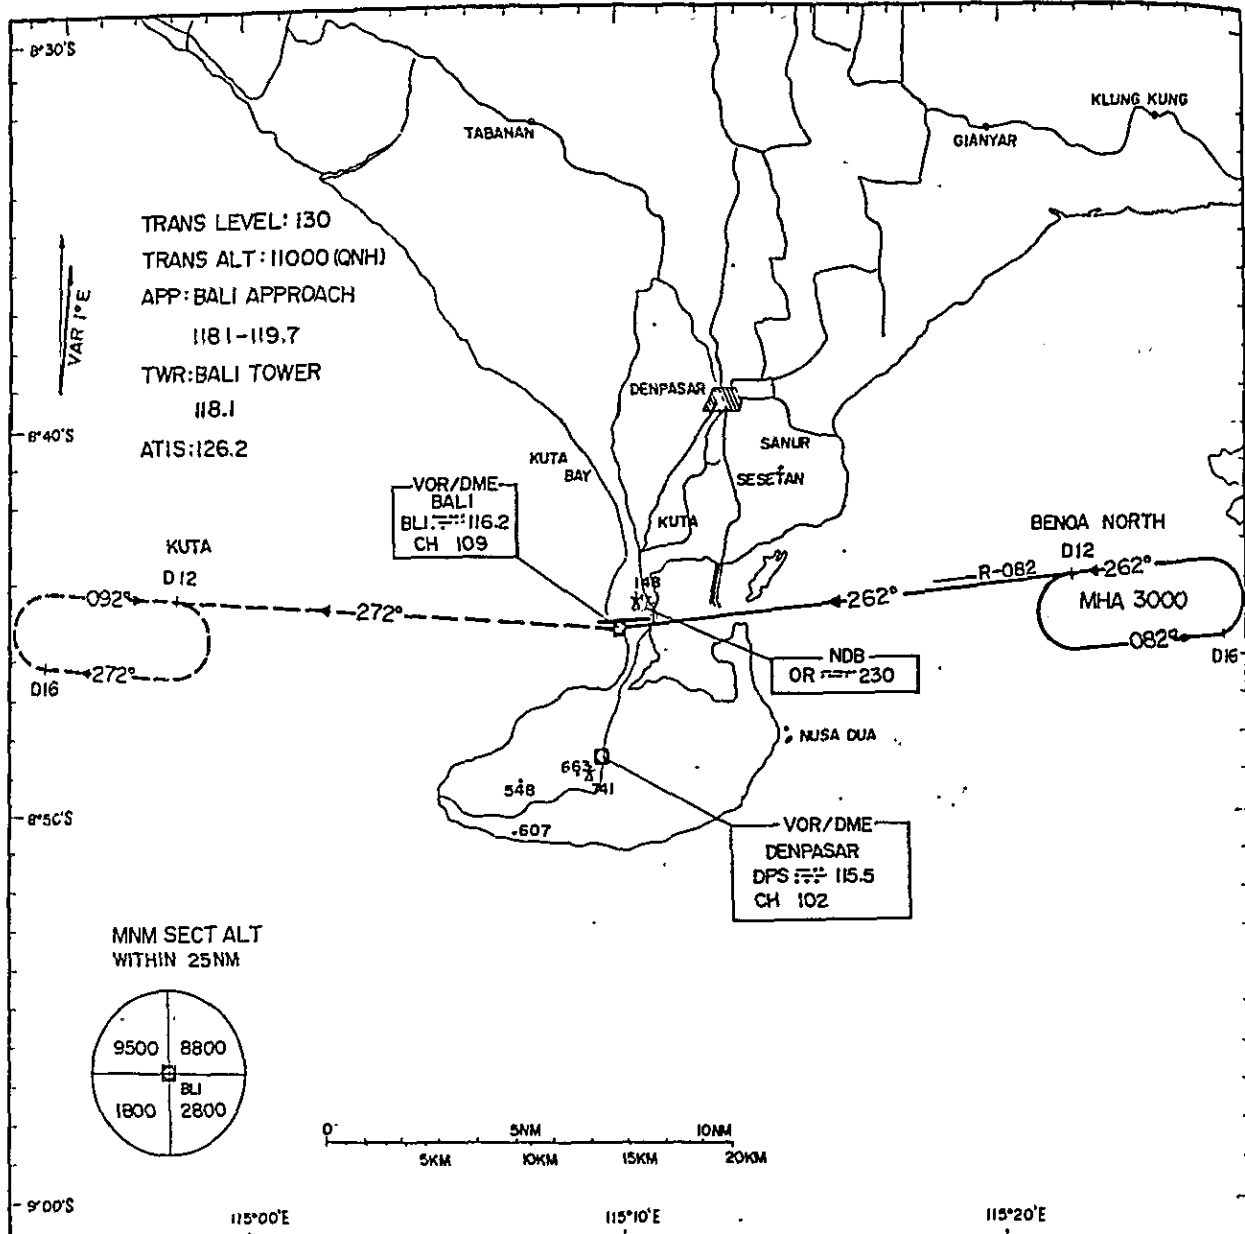 8°30'S
KLUNG KUNG
TABANAN
GIANYAR
TRANS LEVEL: 130
TRANS ALT: 11000 (QNH)
APP: BALI APPROACH
118.1-119.7
TWR: BALI TOWER
118.1
ATIS: 126.2
VAR 1°E
DENPASAR
8°40'S
SANUR
KUTA
BAY
SESETAN
VOR/DME
BALI
BLI 116.2
CH 109
KUTA
BENOA NORTH
D12
KUTA
D12
R-082
262°
092°
148
262°
MHA 3000
272°
082°
D16
272°
D16
NDB
OR 230
NUSA DUA
663
741
548
607
8°50'S
VOR/DME
DENPASAR
DPS 115.5
CH 102
MNM SECT ALT
WITHIN 25NM
9500 8800
BLI
1800 2800
0 5NM 10NM
5KM 10KM 15KM 20KM
9°00'S
115°00'E 115°10'E 115°20'E